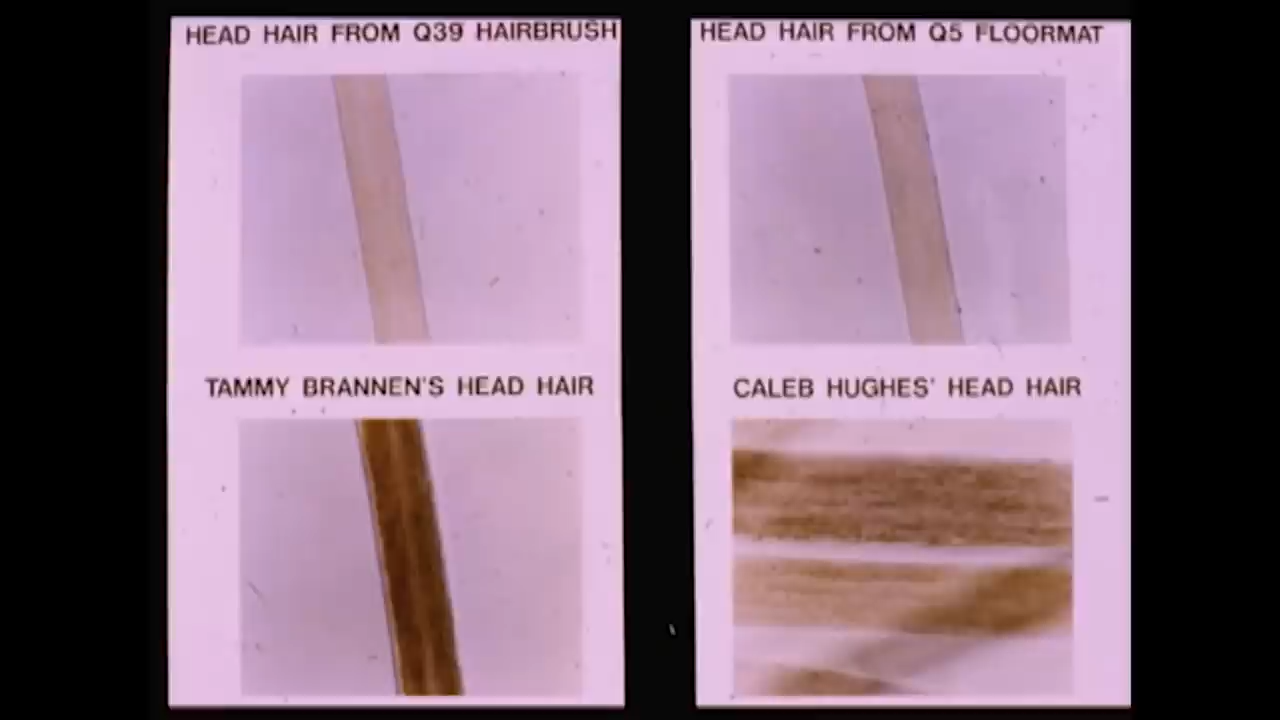 HEAD HAIR FROM Q39 HAIRBRUSH
HEAD HAIR FROM Q5 FLOORMAT
TAMMY BRANNEN'S HEAD HAIR
CALEB HUGHES' HEAD HAIR